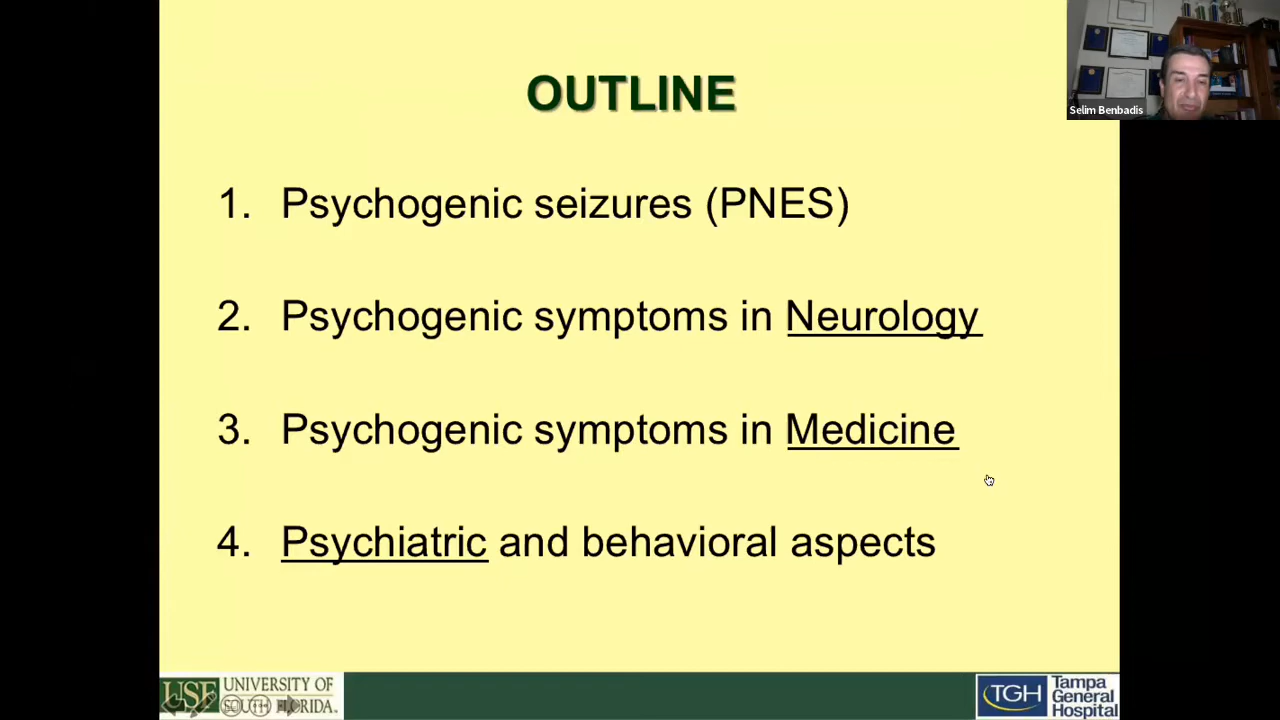 OUTLINE
Selim Benbadis
1. Psychogenic seizures (PNES)
2. Psychogenic symptoms in Neurology
3. Psychogenic symptoms in Medicine
4. Psychiatric and behavioral aspects
USF
UNIVERSITY OF
SOUTH FLORIDA.
TGH
Tampa
General
Hospital